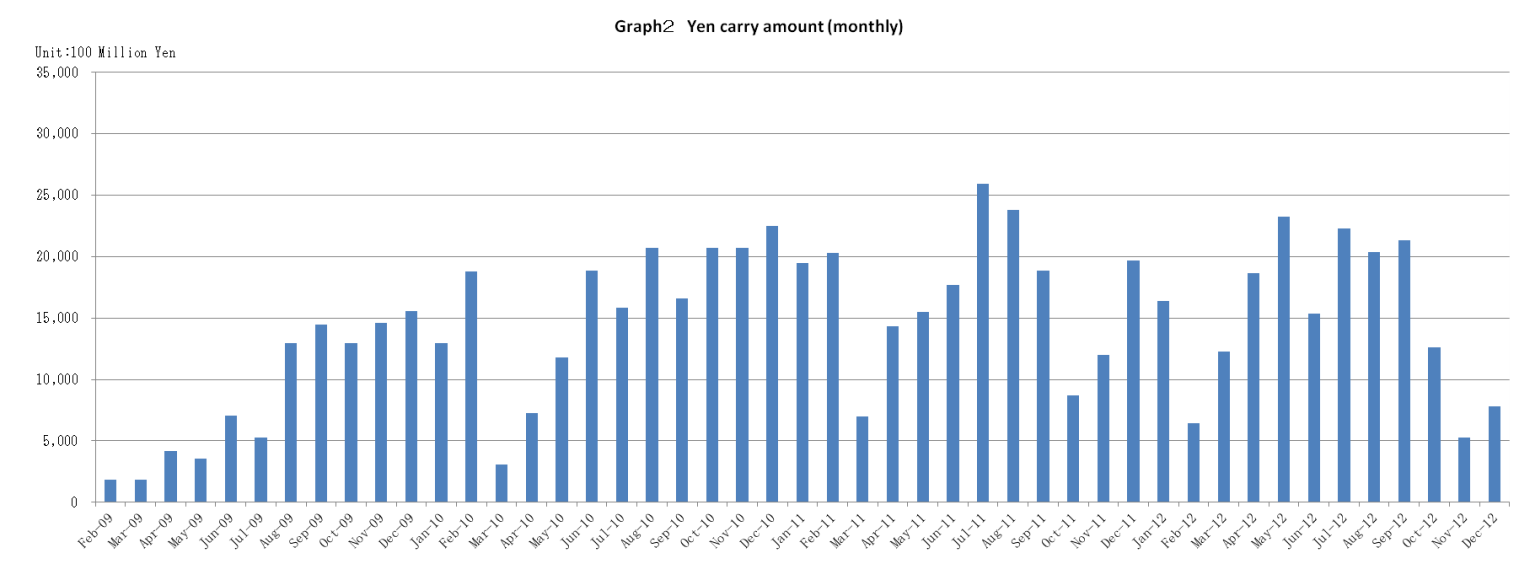 Graph２ Yen carry amount (monthly)
Unit:100 Million Yen
35,000
30,000
25,000
20,000
15,000
10,000
5,000
0
Feb-09 Mar-09 Apr-09 May-09 Jun-09 Jul-09 Aug-09 Sep-09 Oct-09 Nov-09 Dec-09 Jan-10 Feb-10 Mar-10 Apr-10 May-10 Jun-10 Jul-10 Aug-10 Sep-10 Oct-10 Nov-10 Dec-10 Jan-11 Feb-11 Mar-11 Apr-11 May-11 Jun-11 Jul-11 Aug-11 Sep-11 Oct-11 Nov-11 Dec-11 Jan-12 Feb-12 Mar-12 Apr-12 May-12 Jun-12 Jul-12 Aug-12 Sep-12 Oct-12 Nov-12 Dec-12